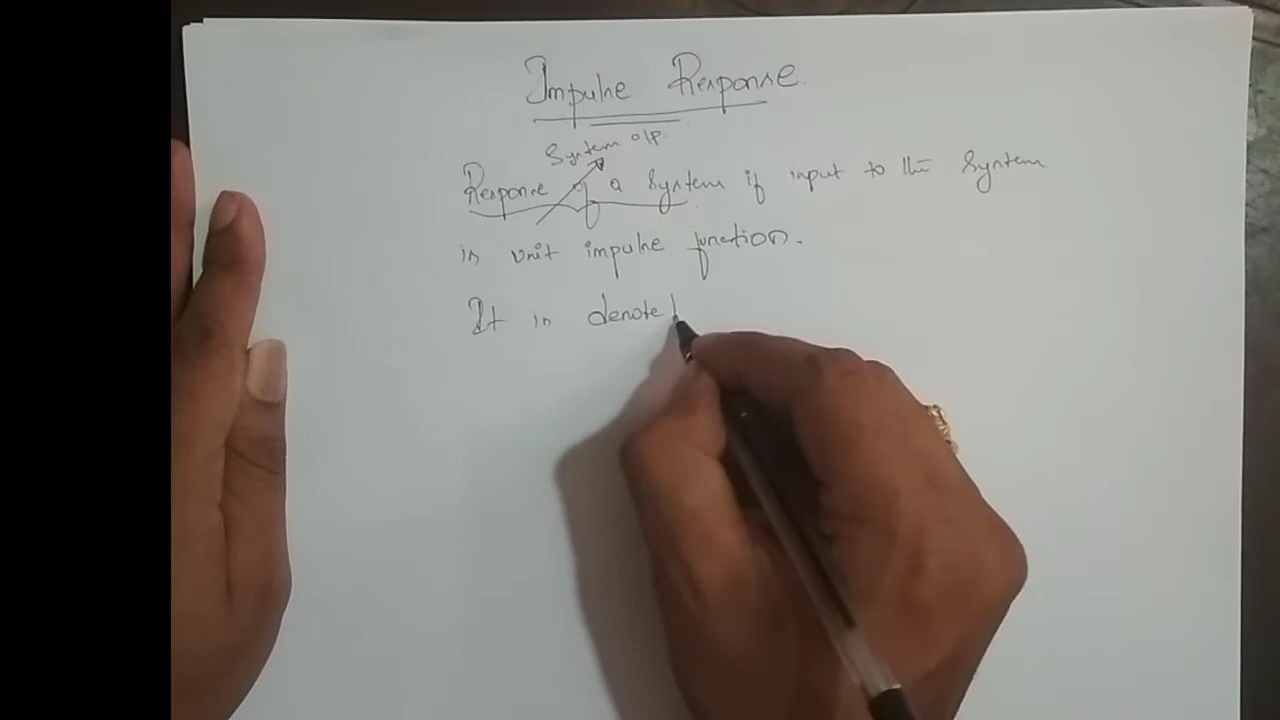 Impulse Response.
System o/p.
Response of a system if input to the system
is unit impulse function.
It is denote